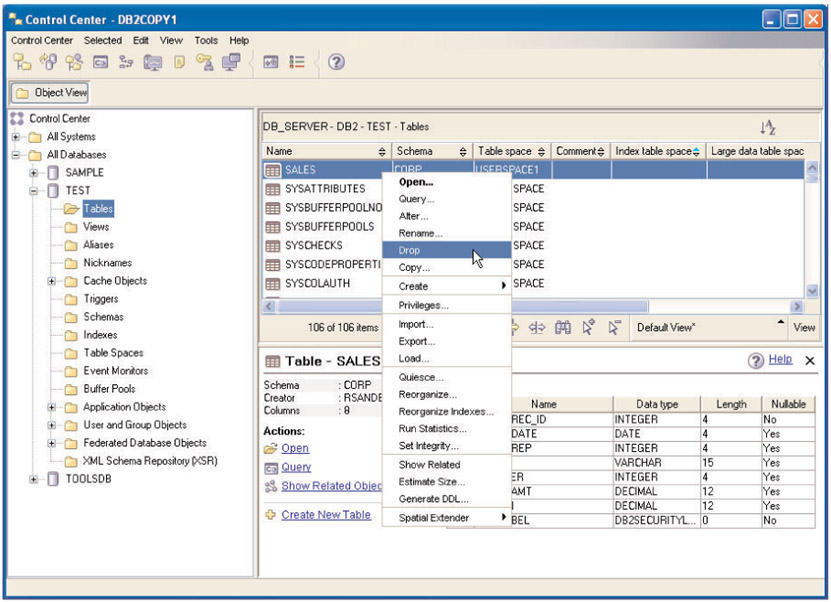 Control Center - DB2COPY1
Control Center Selected Edit View Tools Help
Object View
Control Center
All Systems
All Databases
SAMPLE
TEST
Tables
Views
Aliases
Nicknames
Cache Objects
Triggers
Schemas
Indexes
Table Spaces
Event Monitors
Buffer Pools
Application Objects
User and Group Objects
Federated Database Objects
XML Schema Repository (XSR)
TOOLSDB
DB_SERVER - DB2 - TEST - Tables
Name Schema Table space Comment Index table space Large data table spac
SALES CORP USERSPACE1
SYSATTRIBUTES SPACE
SYSBUFFERPOOLNO SPACE
SYSBUFFERPOOLS SPACE
SYSCHECKS SPACE
SYSCODEPROPERTI SPACE
SYSCOLAUTH SPACE
106 of 106 items
Default View*
View
Open...
Query...
Alter...
Rename...
Drop
Copy...
Create
Privileges...
Import...
Export...
Load...
Quiesce...
Reorganize...
Reorganize Indexes...
Run Statistics...
Set Integrity...
Show Related
Estimate Size...
Generate DDL...
Spatial Extender
Table - SALES
Help
Schema : CORP
Creator : RSANDE
Columns : 8
Actions:
Open
Query
Show Related Objec
Create New Table
Name Data type Length Nullable
REC_ID INTEGER 4 No
DATE DATE 4 Yes
REP INTEGER 4 Yes
VARCHAR 15 Yes
ER INTEGER 4 Yes
AMT DECIMAL 12 Yes
DECIMAL 12 Yes
BEL DB2SECURITYL... 0 No